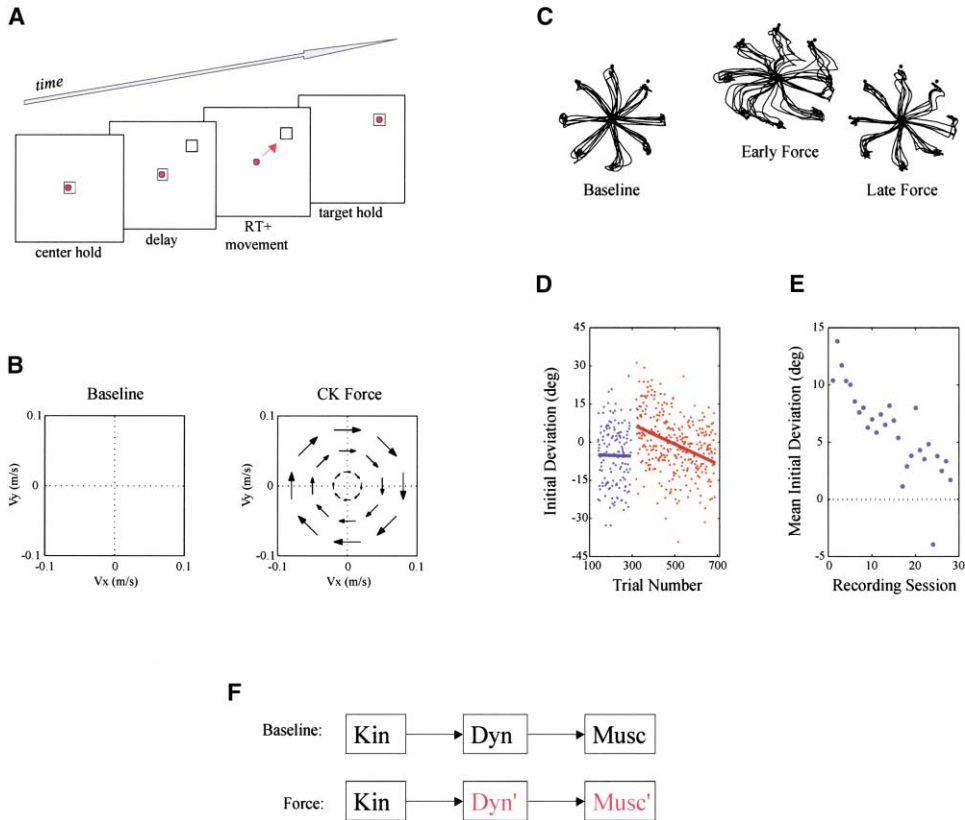 A
time
center hold
delay
RT+
movement
target hold
B
Baseline
0.1
0
-0.1
Vy (m/s)
-0.1
0
0.1
Vx (m/s)
CK Force
0.1
0
-0.1
Vy (m/s)
-0.1
0
0.1
Vx (m/s)
C
Baseline
Early Force
Late Force
D
45
30
15
0
-15
-30
-45
Initial Deviation (deg)
100
300
500
700
Trial Number
E
15
10
5
0
-5
Mean Initial Deviation (deg)
0
10
20
30
Recording Session
F
Baseline: Kin Dyn Musc
Force: Kin Dyn' Musc'